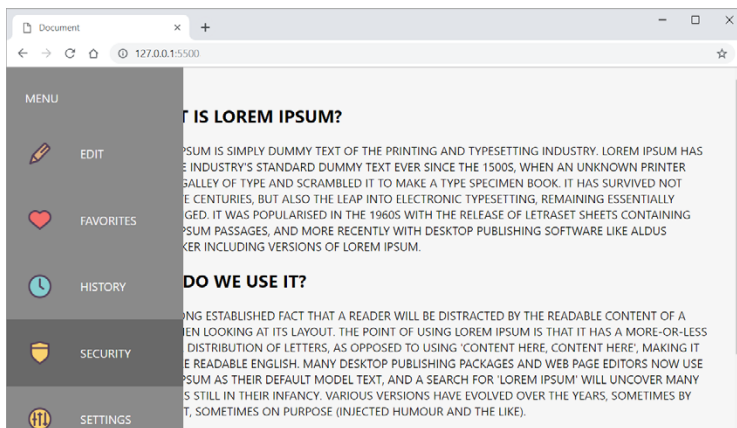 Document
127.0.0.1:5500
MENU
EDIT
FAVORITES
HISTORY
SECURITY
SETTINGS
T IS LOREM IPSUM?
PSUM IS SIMPLY DUMMY TEXT OF THE PRINTING AND TYPESETTING INDUSTRY. LOREM IPSUM HAS
E INDUSTRY'S STANDARD DUMMY TEXT EVER SINCE THE 1500S, WHEN AN UNKNOWN PRINTER
GALLEY OF TYPE AND SCRAMBLED IT TO MAKE A TYPE SPECIMEN BOOK. IT HAS SURVIVED NOT
E CENTURIES, BUT ALSO THE LEAP INTO ELECTRONIC TYPESETTING, REMAINING ESSENTIALLY
GED. IT WAS POPULARISED IN THE 1960S WITH THE RELEASE OF LETRASET SHEETS CONTAINING
PSUM PASSAGES, AND MORE RECENTLY WITH DESKTOP PUBLISHING SOFTWARE LIKE ALDUS
KER INCLUDING VERSIONS OF LOREM IPSUM.
DO WE USE IT?
ONG ESTABLISHED FACT THAT A READER WILL BE DISTRACTED BY THE READABLE CONTENT OF A
HEN LOOKING AT ITS LAYOUT. THE POINT OF USING LOREM IPSUM IS THAT IT HAS A MORE-OR-LESS
DISTRIBUTION OF LETTERS, AS OPPOSED TO USING 'CONTENT HERE, CONTENT HERE', MAKING IT
E READABLE ENGLISH. MANY DESKTOP PUBLISHING PACKAGES AND WEB PAGE EDITORS NOW USE
PSUM AS THEIR DEFAULT MODEL TEXT, AND A SEARCH FOR 'LOREM IPSUM' WILL UNCOVER MANY
S STILL IN THEIR INFANCY. VARIOUS VERSIONS HAVE EVOLVED OVER THE YEARS, SOMETIMES BY
T, SOMETIMES ON PURPOSE (INJECTED HUMOUR AND THE LIKE).